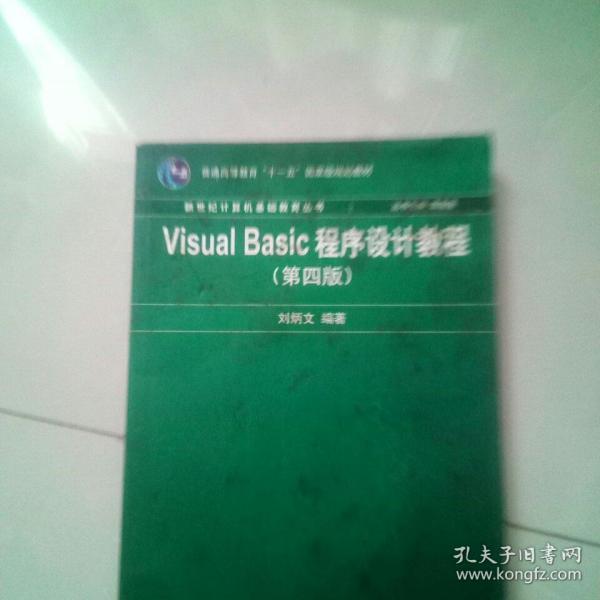 普通高等教育“十一五”国家级规划教材
新世纪计算机基础教育丛书
Visual Basic 程序设计教程
（第四版）
刘炳文 编著
孔夫子旧书网
www.kongfz.com